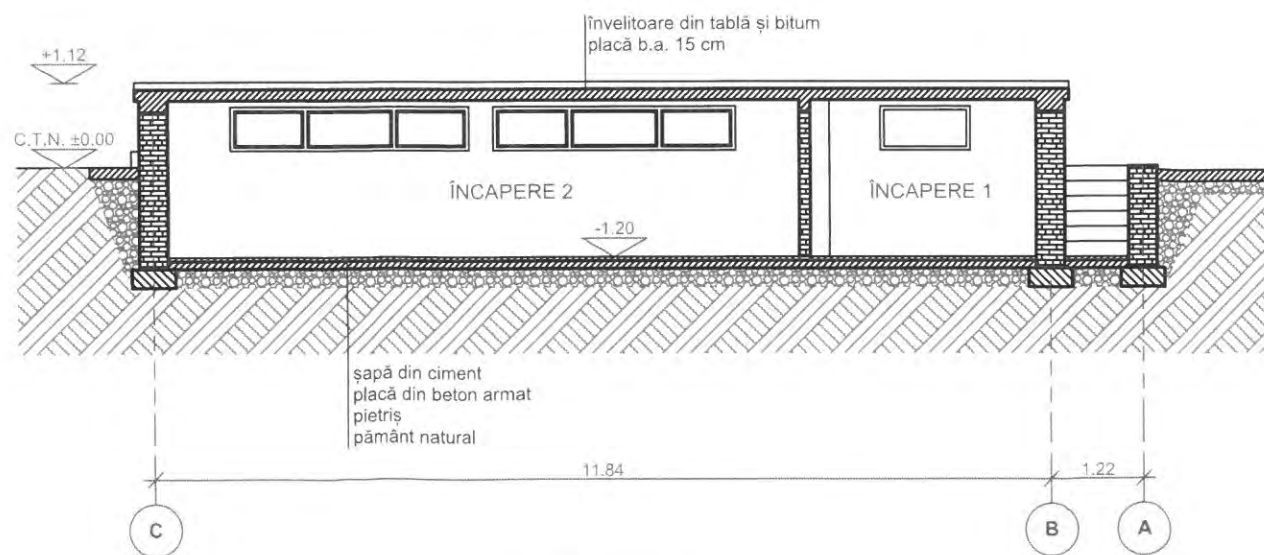 învelitoare din tablă și bitum
placă b.a. 15 cm
+1.12
C.T.N. ±0.00
ÎNCAPERE 2
ÎNCAPERE 1
-1.20
șapă din ciment
placă din beton armat
pietriș
pământ natural
11.84
1.22
C
B
A